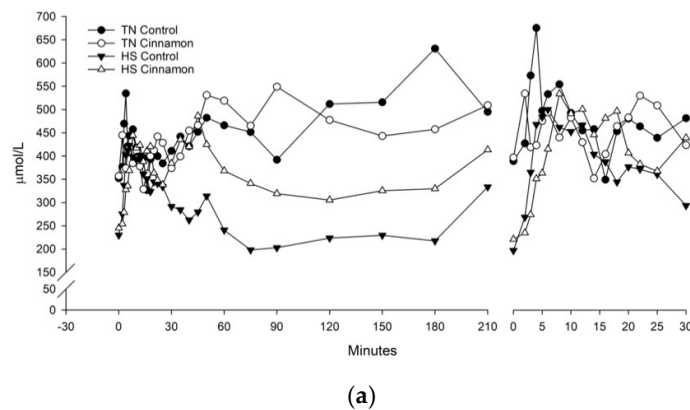 700
650
600
550
500
450
400
350
300
250
200
150
50
0
μmol/L
TN Control
TN Cinnamon
HS Control
HS Cinnamon
-30 0 30 60 90 120 150 180 210
0 5 10 15 20 25 30
Minutes
(a)